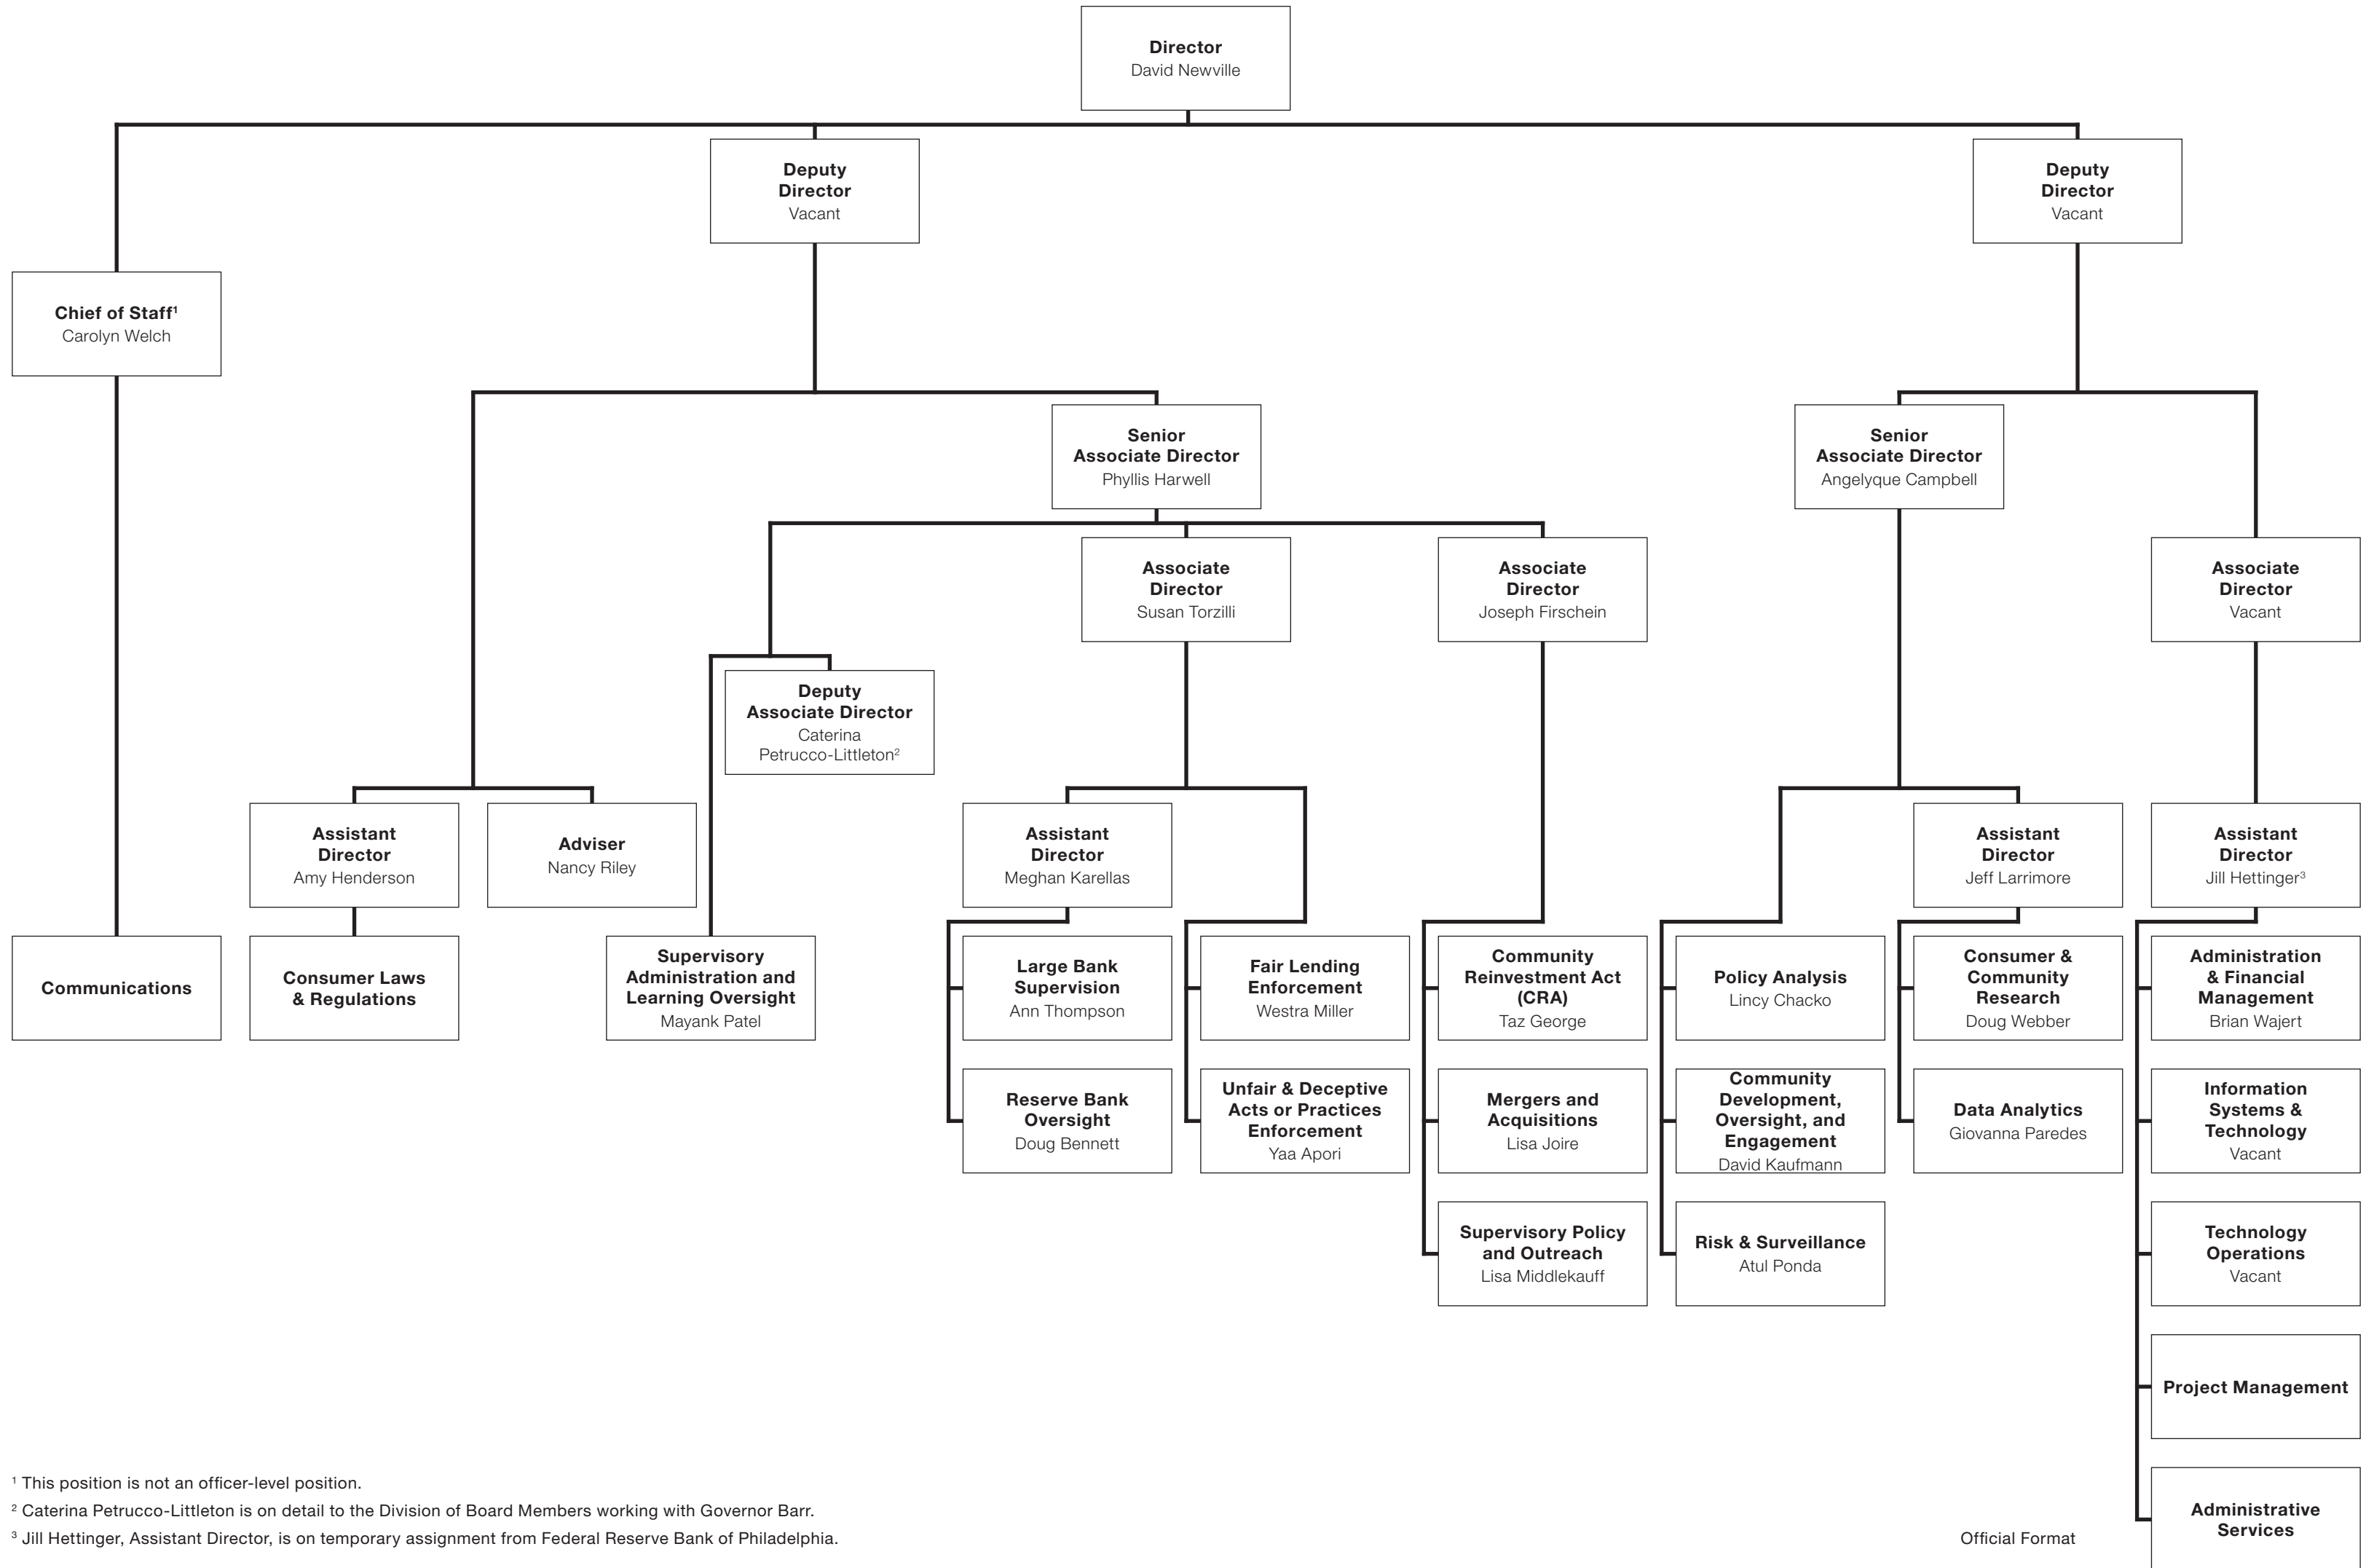 Director
David Newville
Deputy
Director
Vacant
Deputy
Director
Vacant
Chief of Staff¹
Carolyn Welch
Senior
Associate Director
Phyllis Harwell
Senior
Associate Director
Angelyque Campbell
Associate
Director
Susan Torzilli
Associate
Director
Joseph Firschein
Associate
Director
Vacant
Deputy
Associate Director
Caterina
Petrucco-Littleton²
Assistant
Director
Amy Henderson
Adviser
Nancy Riley
Assistant
Director
Meghan Karellas
Assistant
Director
Jeff Larrimore
Assistant
Director
Jill Hettinger³
Communications
Consumer Laws
& Regulations
Supervisory
Administration and
Learning Oversight
Mayank Patel
Large Bank
Supervision
Ann Thompson
Fair Lending
Enforcement
Westra Miller
Community
Reinvestment Act
(CRA)
Taz George
Policy Analysis
Lincy Chacko
Consumer &
Community
Research
Doug Webber
Administration
& Financial
Management
Brian Wajert
Reserve Bank
Oversight
Doug Bennett
Unfair & Deceptive
Acts or Practices
Enforcement
Yaa Apori
Mergers and
Acquisitions
Lisa Joire
Community
Development,
Oversight, and
Engagement
David Kaufmann
Data Analytics
Giovanna Paredes
Information
Systems &
Technology
Vacant
Supervisory Policy
and Outreach
Lisa Middlekauff
Risk & Surveillance
Atul Ponda
Technology
Operations
Vacant
Project Management
Administrative
Services
¹ This position is not an officer-level position.
² Caterina Petrucco-Littleton is on detail to the Division of Board Members working with Governor Barr.
³ Jill Hettinger, Assistant Director, is on temporary assignment from Federal Reserve Bank of Philadelphia.
Official Format